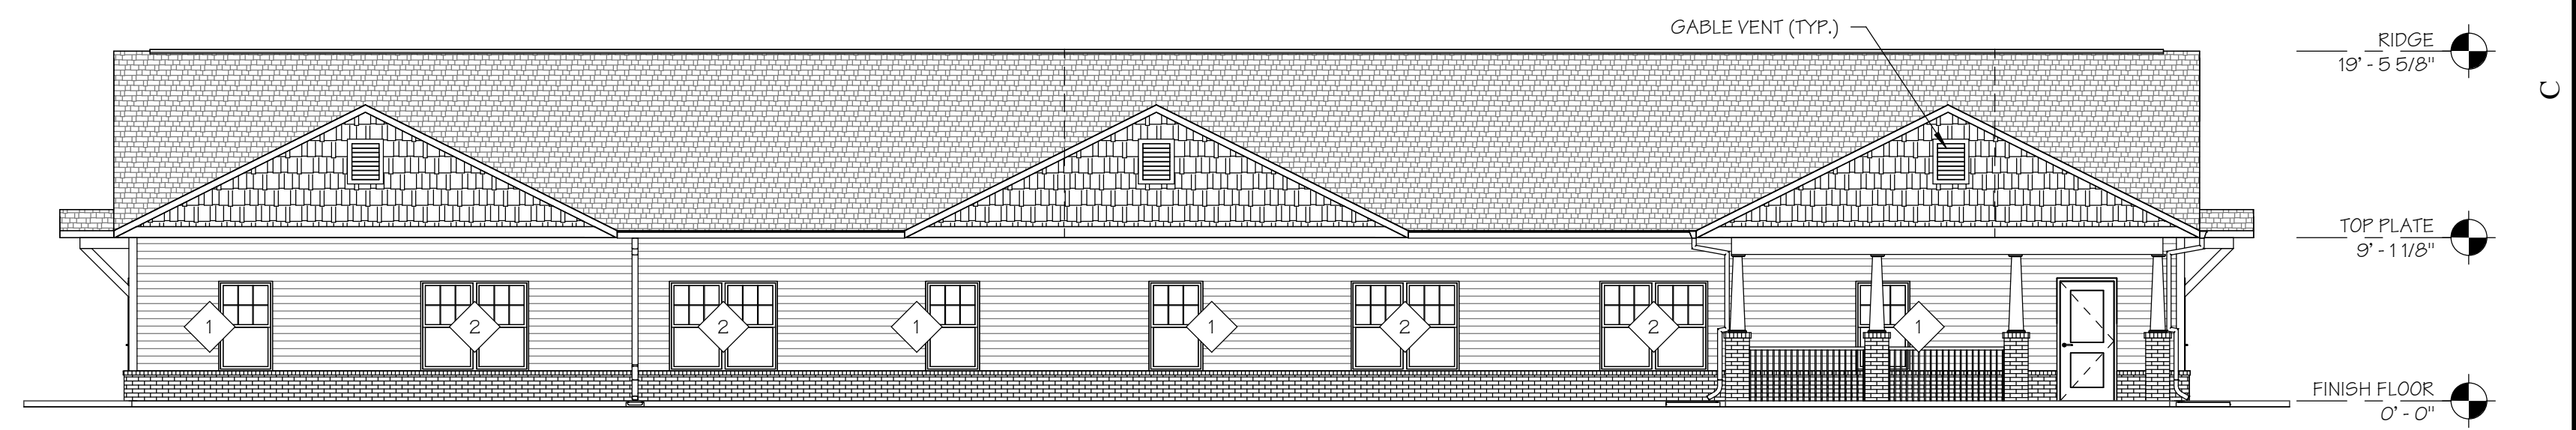 GABLE VENT (TYP.)
RIDGE
19' - 5 5/8"
C
TOP PLATE
9' - 1 1/8"
1
2
2
1
1
2
2
1
FINISH FLOOR
0' - 0"